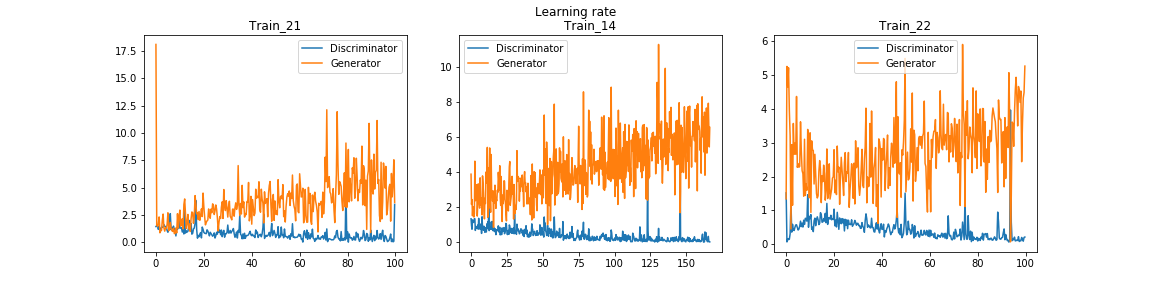 Learning rate
Train_21
Discriminator
Generator
17.5
15.0
12.5
10.0
7.5
5.0
2.5
0.0
0 20 40 60 80 100
Train_14
Discriminator
Generator
10
8
6
4
2
0
0 25 50 75 100 125 150
Train_22
Discriminator
Generator
6
5
4
3
2
1
0
0 20 40 60 80 100